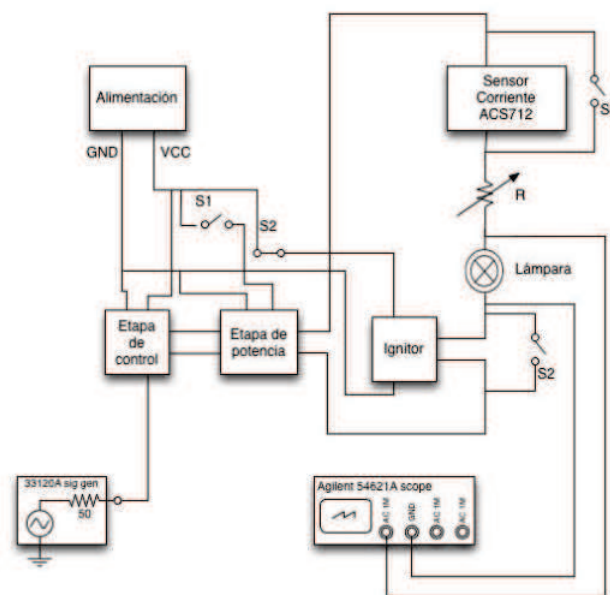 Alimentación
GND
VCC
Sensor
Corriente
ACS712
S
S1
S2
R
Lámpara
Etapa
de
control
Etapa de
potencia
Ignitor
S2
33120A sig gen
50
Agilent 54621A scope
AC 1M
GND
AC 1M
AC 1M